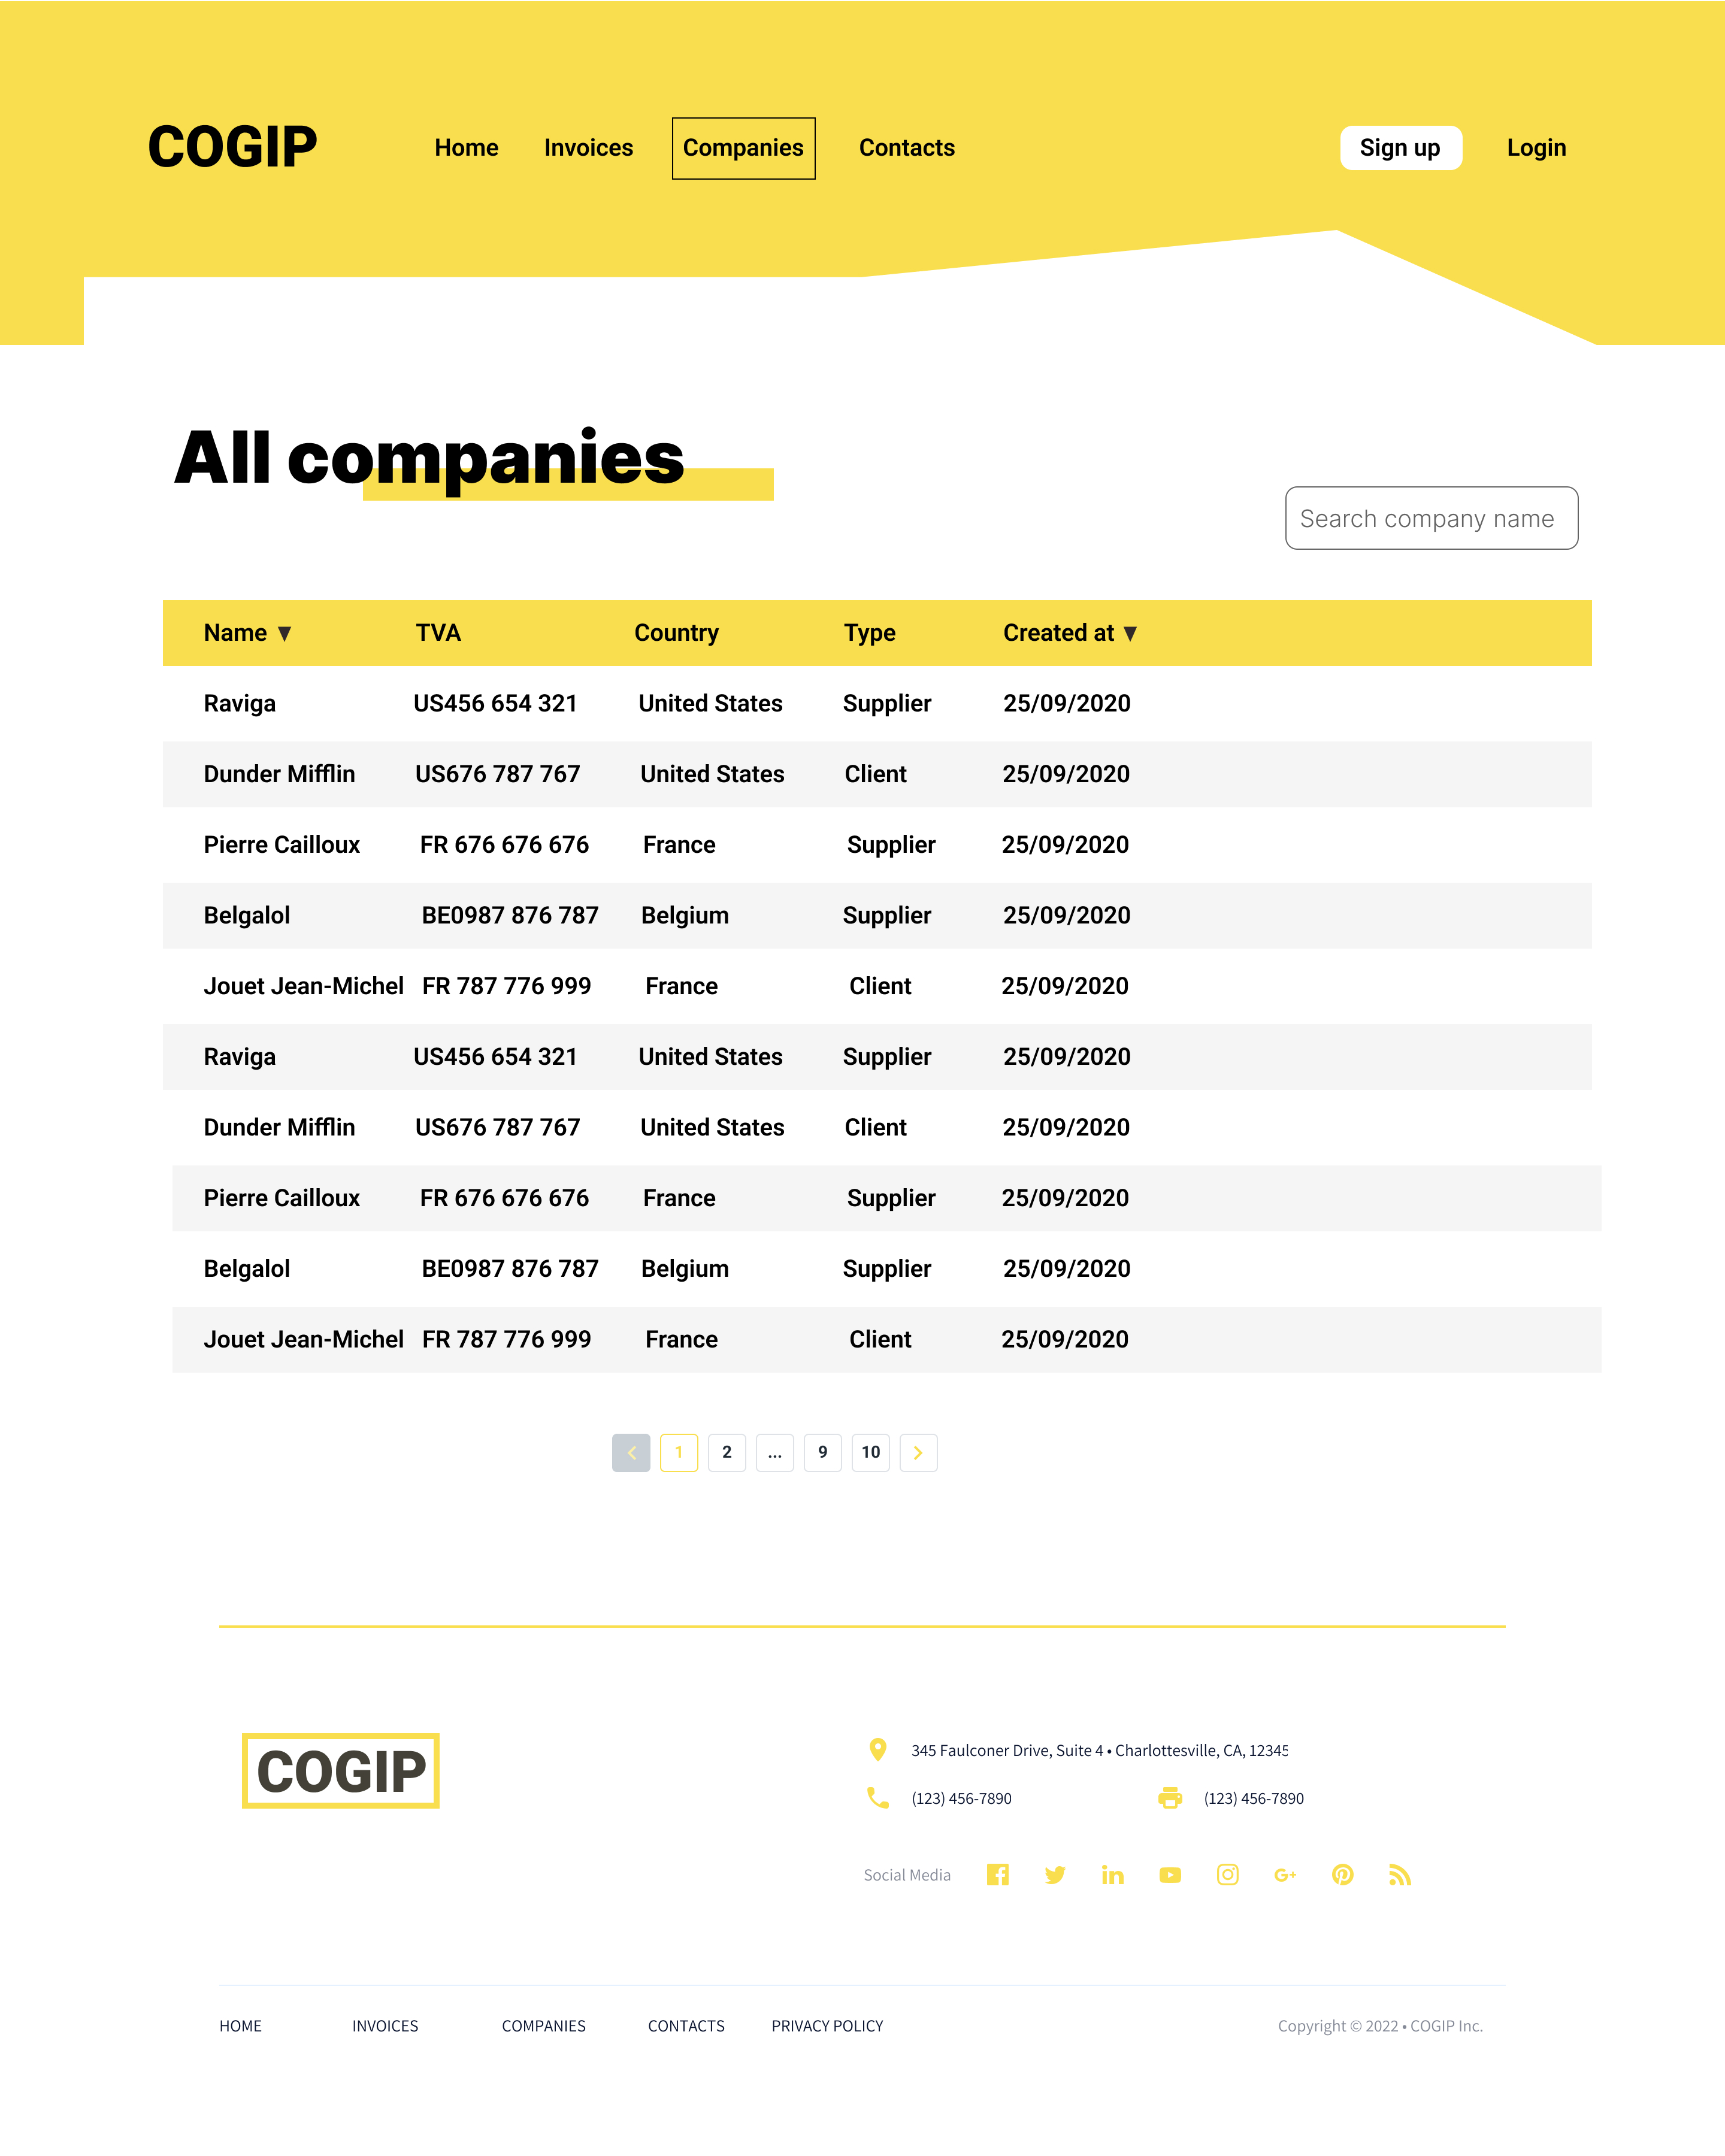 COGIP Home Invoices Companies Contacts Sign up Login
All companies
Search company name
Name ▼ TVA Country Type Created at ▼
Raviga US456 654 321 United States Supplier 25/09/2020
Dunder Mifflin US676 787 767 United States Client 25/09/2020
Pierre Cailloux FR 676 676 676 France Supplier 25/09/2020
Belgalol BE0987 876 787 Belgium Supplier 25/09/2020
Jouet Jean-Michel FR 787 776 999 France Client 25/09/2020
Raviga US456 654 321 United States Supplier 25/09/2020
Dunder Mifflin US676 787 767 United States Client 25/09/2020
Pierre Cailloux FR 676 676 676 France Supplier 25/09/2020
Belgalol BE0987 876 787 Belgium Supplier 25/09/2020
Jouet Jean-Michel FR 787 776 999 France Client 25/09/2020
1 2 ... 9 10
COGIP
345 Faulconer Drive, Suite 4 • Charlottesville, CA, 12345
(123) 456-7890 (123) 456-7890
Social Media
HOME INVOICES COMPANIES CONTACTS PRIVACY POLICY Copyright © 2022 • COGIP Inc.